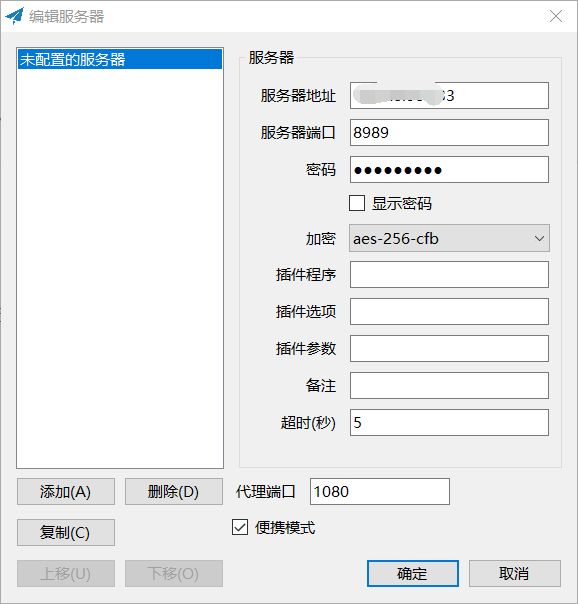 编辑服务器
未配置的服务器
服务器
服务器地址
服务器端口 8989
密码 ●●●●●●●●●
显示密码
加密 aes-256-cfb
插件程序
插件选项
插件参数
备注
超时(秒) 5
添加(A) 删除(D) 代理端口 1080
复制(C) 便携模式
上移(U) 下移(O) 确定 取消